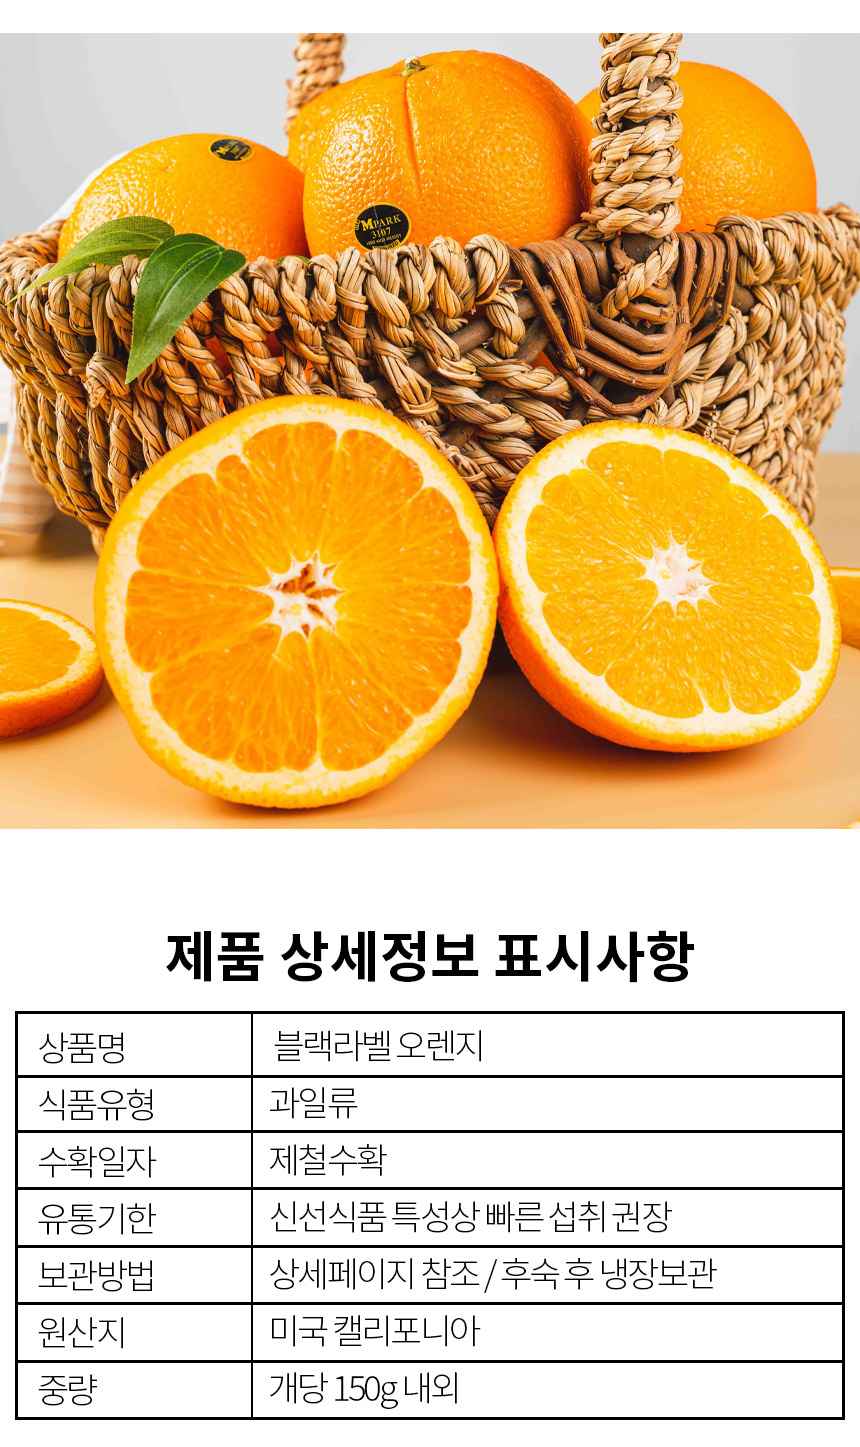 MPARK
3107
제품 상세정보 표시사항
상품명 블랙라벨 오렌지
식품유형 과일류
수확일자 제철수확
유통기한 신선식품 특성상 빠른 섭취 권장
보관방법 상세페이지 참조 / 후숙 후 냉장보관
원산지 미국 캘리포니아
중량 개당 150g 내외